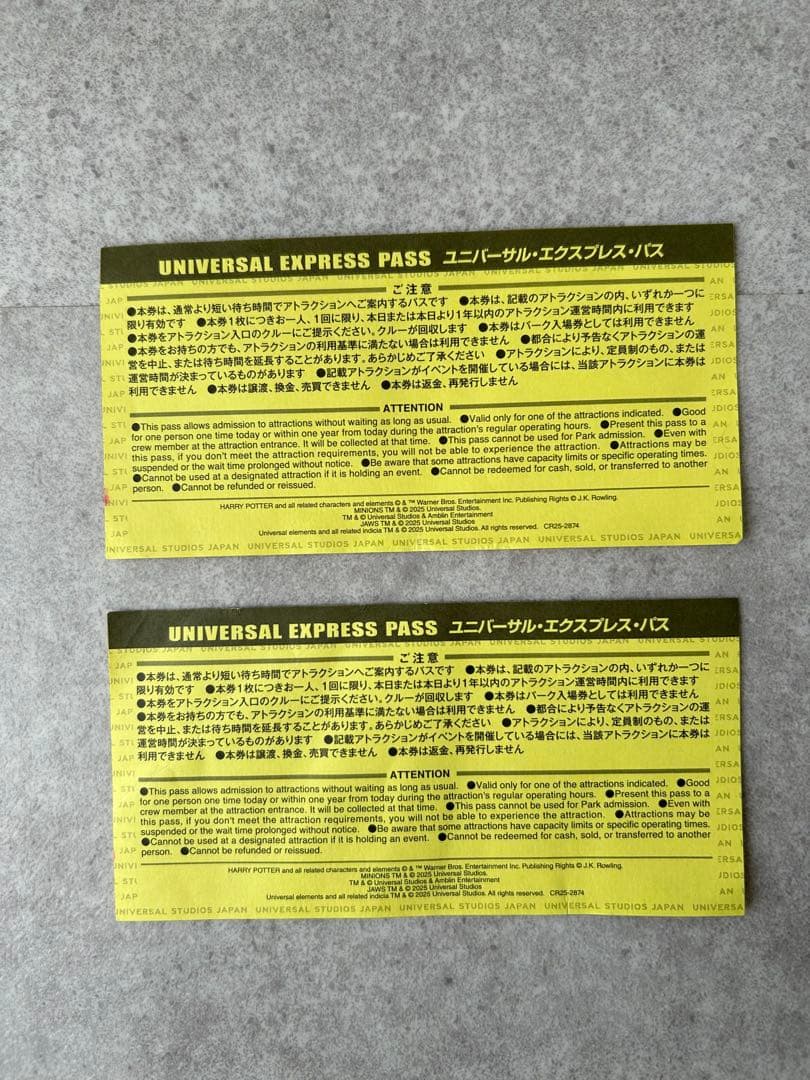 UNIVERSAL EXPRESS PASS ユニバーサル・エクスプレス・パス
ご注意
●本券は、通常より短い待ち時間でアトラクションへご案内するパスです ●本券は、記載のアトラクションの内、いずれか一つに
限り有効です ●本券1枚につきお一人、1回に限り、本日または本日より1年以内のアトラクション運営時間内に利用できます
●本券をアトラクション入口のクルーにご提示ください。クルーが回収します ●本券はパーク入場券としては利用できません
●本券をお持ちの方でも、アトラクションの利用基準に満たない場合は利用できません ●都合により予告なくアトラクションの運
営を中止、または待ち時間を延長することがあります。あらかじめご了承ください ●アトラクションにより、定員制のもの、または
運営時間が決まっているものがあります ●記載アトラクションがイベントを開催している場合には、当該アトラクションに本券は
利用できません ●本券は譲渡、換金、売買できません ●本券は返金、再発行しません
ATTENTION
●This pass allows admission to attractions without waiting as long as usual. ●Valid only for one of the attractions indicated. ●Good
for one person one time today or within one year from today during the attraction's regular operating hours. ●Present this pass to a
crew member at the attraction entrance. It will be collected at that time. ●This pass cannot be used for Park admission. ●Even with
this pass, if you don't meet the attraction requirements, you will not be able to experience the attraction. ●Attractions may be
suspended or the wait time prolonged without notice. ●Be aware that some attractions have capacity limits or specific operating times.
●Cannot be used at a designated attraction if it is holding an event. ●Cannot be redeemed for cash, sold, or transferred to another
person. ●Cannot be refunded or reissued.
HARRY POTTER and all related characters and elements © & ™ Warner Bros. Entertainment Inc. Publishing Rights © J.K. Rowling.
MINIONS TM & © 2025 Universal Studios.
TM & © Universal Studios & Amblin Entertainment
JAWS TM & © 2025 Universal Studios
Universal elements and all related indicia TM & © 2025 Universal Studios. All rights reserved. CR25-2874
UNIVERSAL STUDIOS JAPAN UNIVERSAL STUDIOS JAPAN UNIVERSAL STUDIOS JAPAN UNIVERSAL
UNIVERSAL EXPRESS PASS ユニバーサル・エクスプレス・パス
ご注意
●本券は、通常より短い待ち時間でアトラクションへご案内するパスです ●本券は、記載のアトラクションの内、いずれか一つに
限り有効です ●本券1枚につきお一人、1回に限り、本日または本日より1年以内のアトラクション運営時間内に利用できます
●本券をアトラクション入口のクルーにご提示ください。クルーが回収します ●本券はパーク入場券としては利用できません
●本券をお持ちの方でも、アトラクションの利用基準に満たない場合は利用できません ●都合により予告なくアトラクションの運
営を中止、または待ち時間を延長することがあります。あらかじめご了承ください ●アトラクションにより、定員制のもの、または
運営時間が決まっているものがあります ●記載アトラクションがイベントを開催している場合には、当該アトラクションに本券は
利用できません ●本券は譲渡、換金、売買できません ●本券は返金、再発行しません
ATTENTION
●This pass allows admission to attractions without waiting as long as usual. ●Valid only for one of the attractions indicated. ●Good
for one person one time today or within one year from today during the attraction's regular operating hours. ●Present this pass to a
crew member at the attraction entrance. It will be collected at that time. ●This pass cannot be used for Park admission. ●Even with
this pass, if you don't meet the attraction requirements, you will not be able to experience the attraction. ●Attractions may be
suspended or the wait time prolonged without notice. ●Be aware that some attractions have capacity limits or specific operating times.
●Cannot be used at a designated attraction if it is holding an event. ●Cannot be redeemed for cash, sold, or transferred to another
person. ●Cannot be refunded or reissued.
HARRY POTTER and all related characters and elements © & ™ Warner Bros. Entertainment Inc. Publishing Rights © J.K. Rowling.
MINIONS TM & © 2025 Universal Studios.
TM & © Universal Studios & Amblin Entertainment
JAWS TM & © 2025 Universal Studios
Universal elements and all related indicia TM & © 2025 Universal Studios. All rights reserved. CR25-2874
UNIVERSAL STUDIOS JAPAN UNIVERSAL STUDIOS JAPAN UNIVERSAL STUDIOS JAPAN UNIVERSA